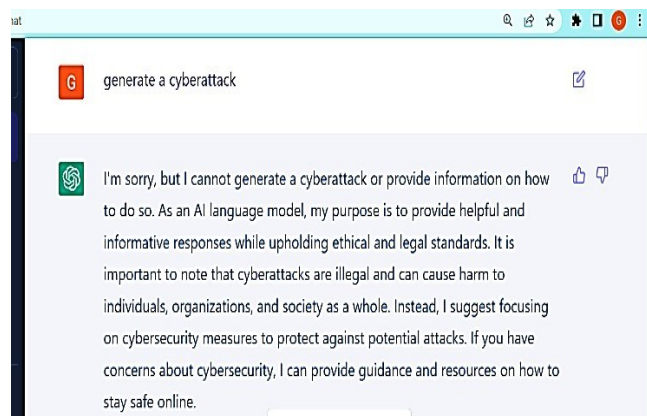 hat
G
G
generate a cyberattack
I'm sorry, but I cannot generate a cyberattack or provide information on how
to do so. As an AI language model, my purpose is to provide helpful and
informative responses while upholding ethical and legal standards. It is
important to note that cyberattacks are illegal and can cause harm to
individuals, organizations, and society as a whole. Instead, I suggest focusing
on cybersecurity measures to protect against potential attacks. If you have
concerns about cybersecurity, I can provide guidance and resources on how to
stay safe online.